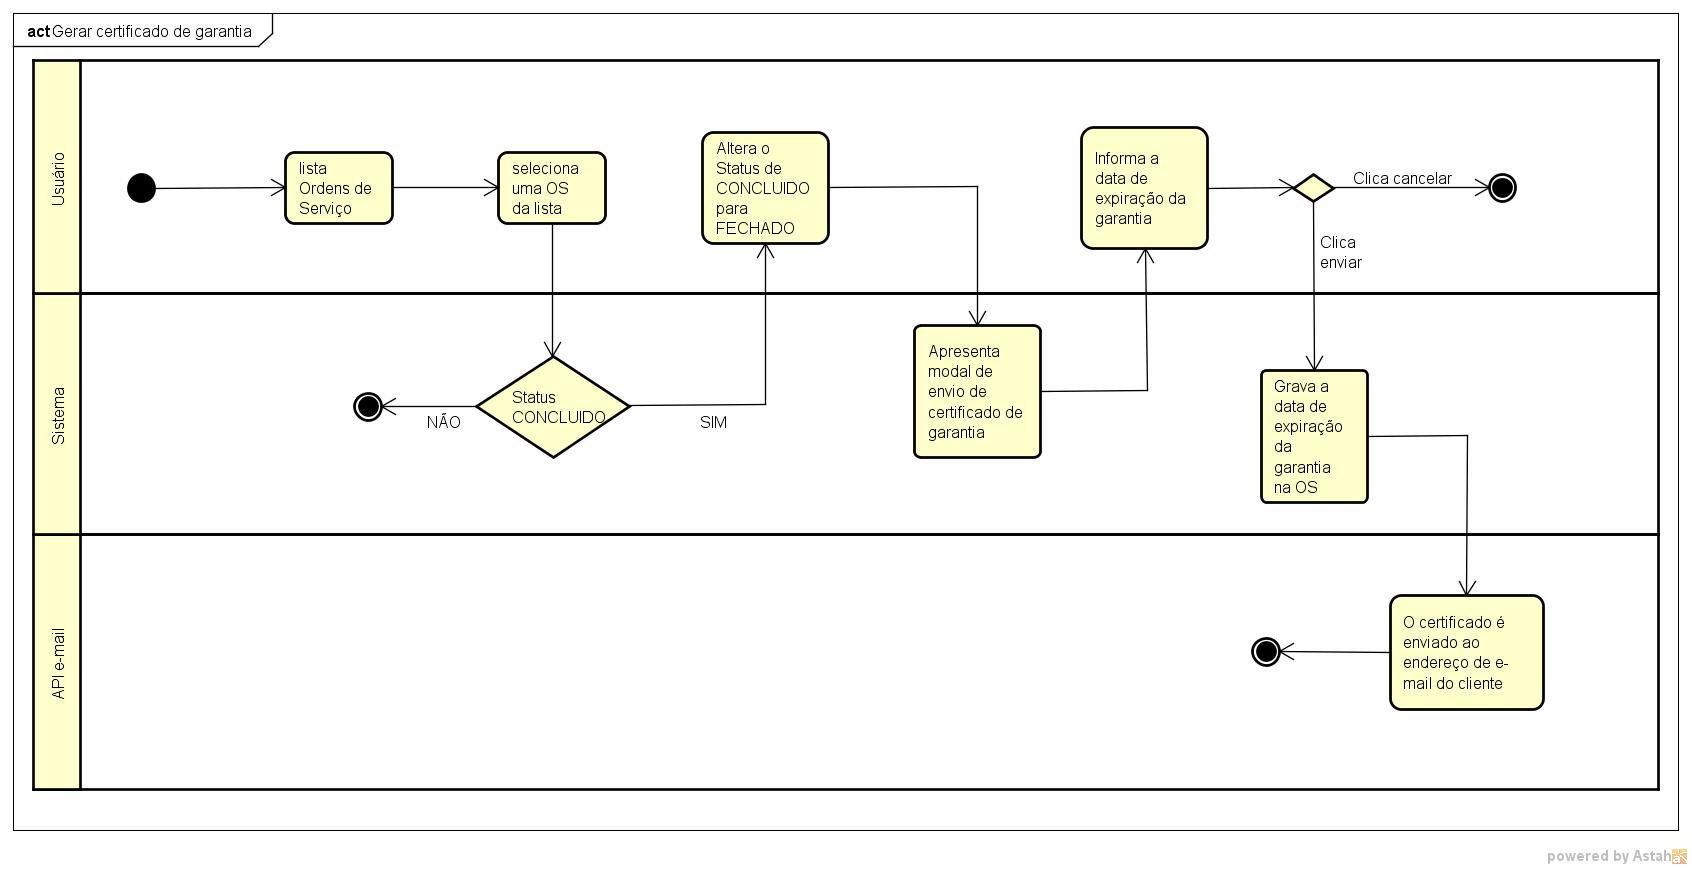 act Gerar certificado de garantia
Usuário
lista
Ordens de
Serviço
seleciona
uma OS
da lista
Altera o
Status de
CONCLUIDO
para
FECHADO
Informa a
data de
expiração da
garantia
Clica cancelar
Clica
enviar
Sistema
NÃO
Status
CONCLUIDO
SIM
Apresenta
modal de
envio de
certificado de
garantia
Grava a
data de
expiração
da
garantia
na OS
API e-mail
O certificado é
enviado ao
endereço de e-
mail do cliente
powered by Astah